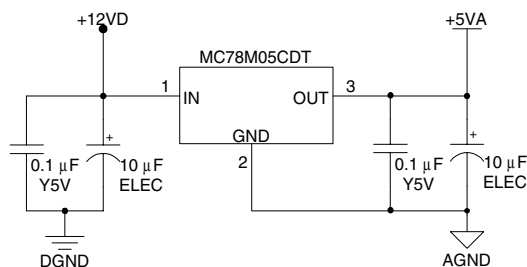 +12VD
+5VA
MC78M05CDT
1
IN
OUT
3
GND
2
+
0.1 µF
Y5V
10 µF
ELEC
+
0.1 µF
Y5V
10 µF
ELEC
DGND
AGND